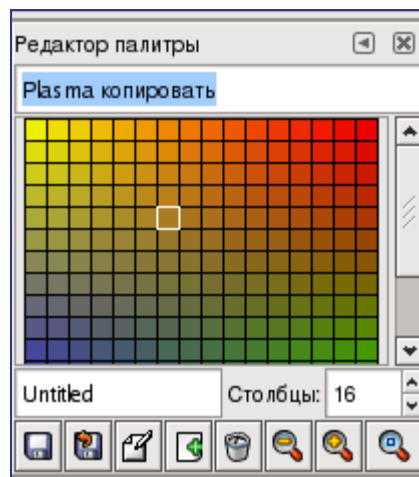 Редактор палитры
Plasma копировать
Untitled
Столбцы: 16